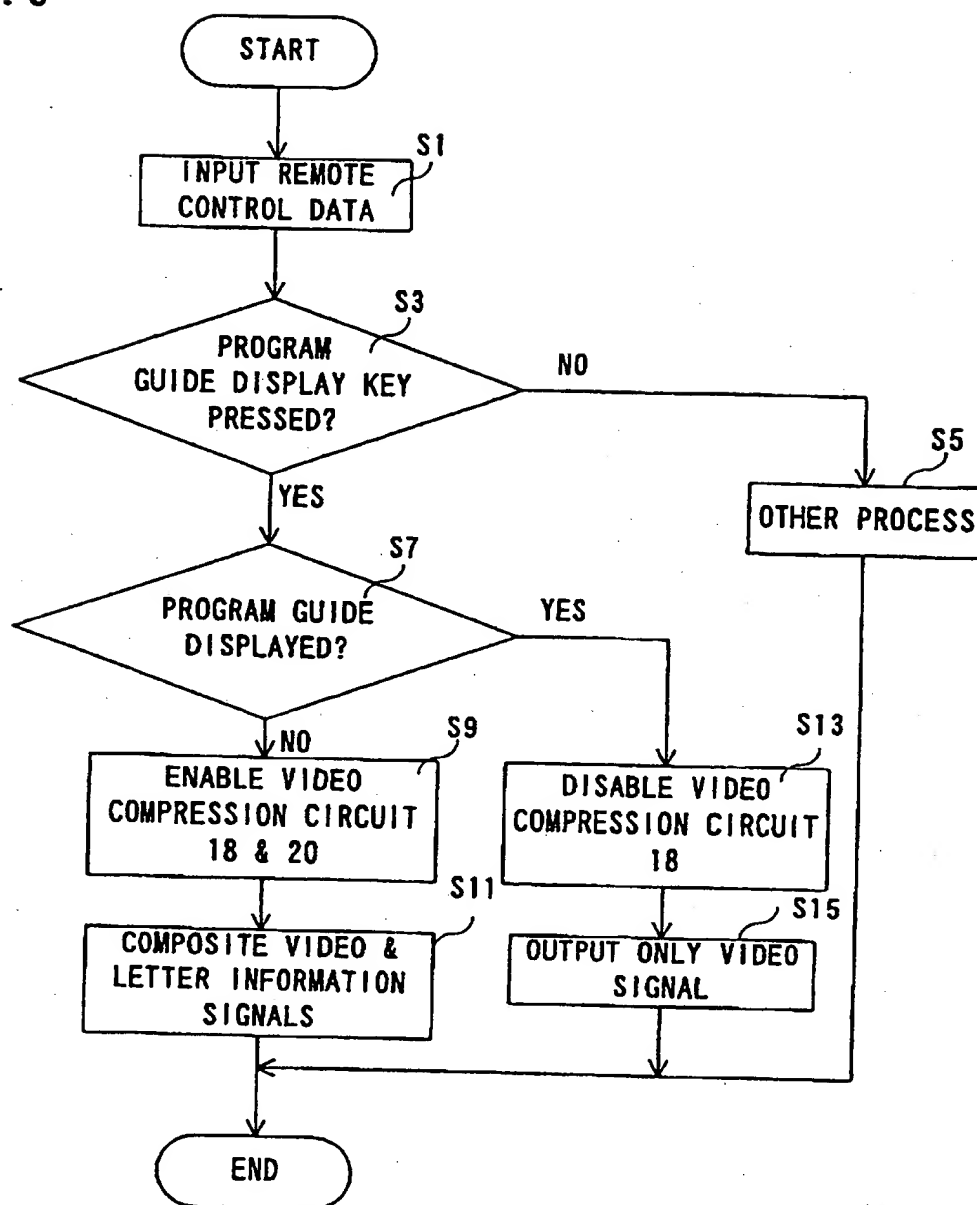 START
S1
INPUT REMOTE
CONTROL DATA
S3
PROGRAM
GUIDE DISPLAY KEY
PRESSED?
NO
S5
OTHER PROCESS
YES
S7
PROGRAM GUIDE
DISPLAYED?
YES
NO
S9
ENABLE VIDEO
COMPRESSION CIRCUIT
18 & 20
S13
DISABLE VIDEO
COMPRESSION CIRCUIT
18
S11
COMPOSITE VIDEO &
LETTER INFORMATION
SIGNALS
S15
OUTPUT ONLY VIDEO
SIGNAL
END